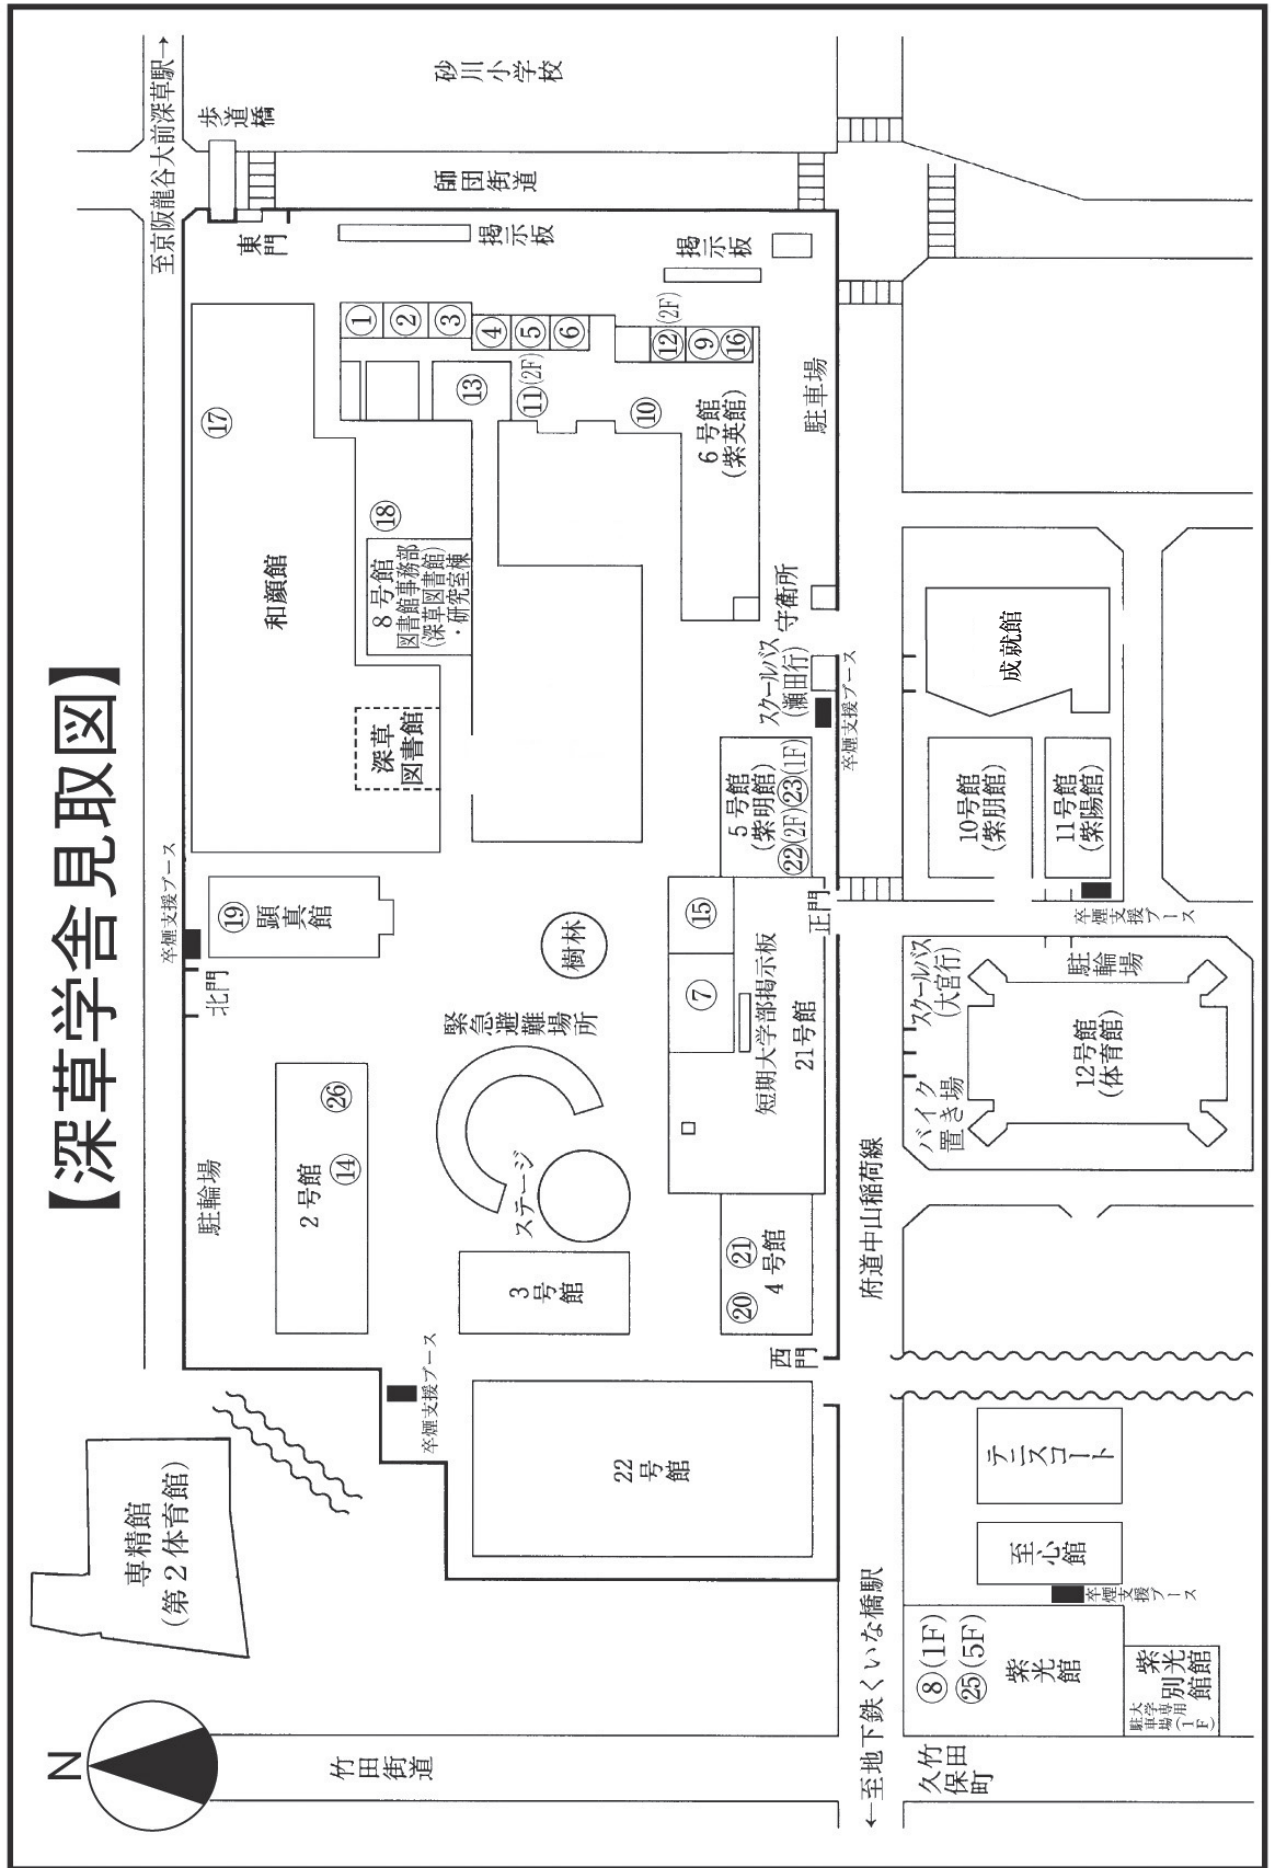 【深草学舎見取図】
N
至京阪龍谷大前深草駅→
歩道橋
砂川小学校
師団街道
東門
掲示板
掲示板
①
②
③
④
⑤
⑥
⑫(2F)
⑨
⑯
⑬
⑪(2F)
⑩
⑰
和顔館
⑱
8号館
図書館事務部
(深草図書館)
・研究室棟
6号館
(紫英館)
駐車場
守衛所
深草
図書館
スクールバス
(瀬田行)
卒煙支援ブース
5号館
(紫明館)
㉒(2F)㉓(1F)
成就館
10号館
(紫朋館)
11号館
(紫陽館)
卒煙支援ブース
卒煙支援ブース
⑲
顕真館
北門
樹林
緊急避難場所
⑮
⑦
正門
短期大学部掲示板
21号館
スクールバス
(大宮行)
駐輪場
バイク
置き場
12号館
(体育館)
駐輪場
2号館
⑭
㉖
ステージ
3号館
⑳
㉑
4号館
府道中山稲荷線
西門
卒煙支援ブース
22号館
専精館
(第2体育館)
テニスコート
至心館
卒煙支援ブース
⑧(1F)
㉕(5F)
紫光館
紫光館
別館
大学専用
駐車場
(1F)
竹田街道
←至地下鉄くいな橋駅
竹田
久保町